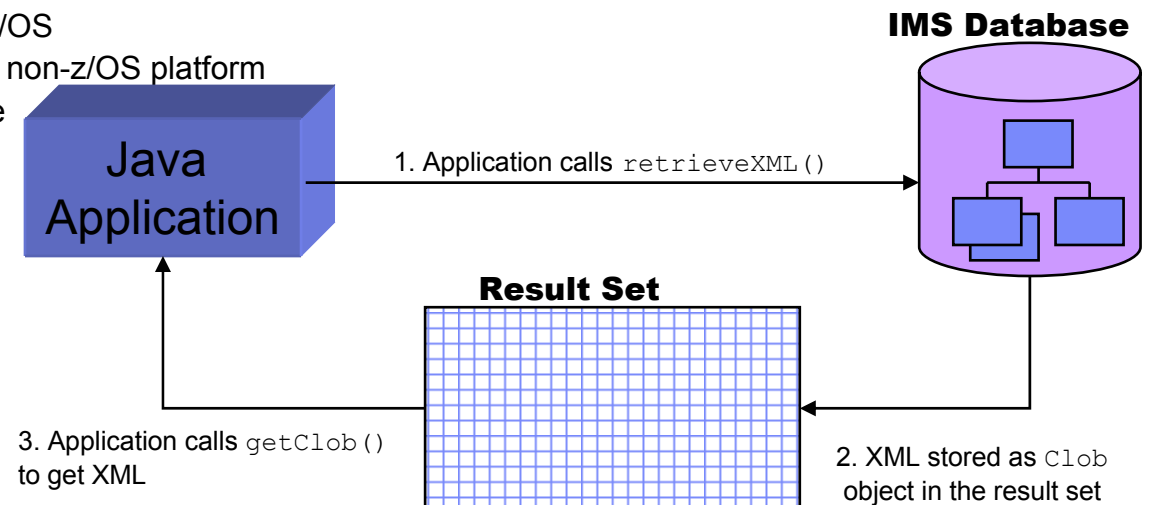 /OS
IMS Database
non-z/OS platform
e
Java
Application
1. Application calls retrieveXML()
Result Set
3. Application calls getClob()
to get XML
2. XML stored as Clob
object in the result set